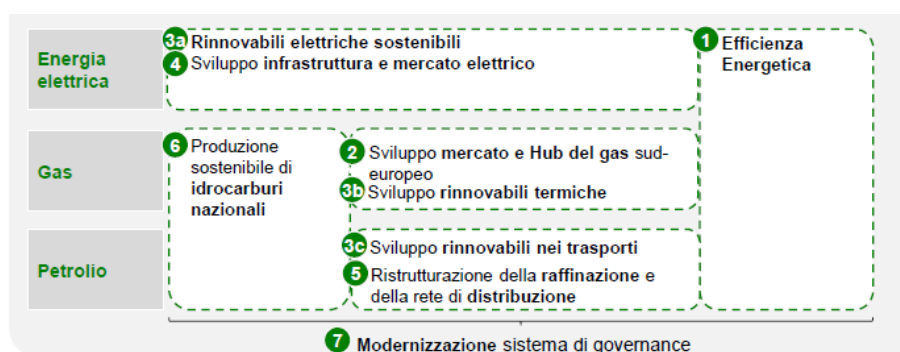 Energia
elettrica
3a Rinnovabili elettriche sostenibili
4 Sviluppo infrastruttura e mercato elettrico
1 Efficienza
Energetica
Gas
6 Produzione
sostenibile di
idrocarburi
nazionali
2 Sviluppo mercato e Hub del gas sud-
europeo
3b Sviluppo rinnovabili termiche
Petrolio
3c Sviluppo rinnovabili nei trasporti
5 Ristrutturazione della raffinazione e
della rete di distribuzione
7 Modernizzazione sistema di governance